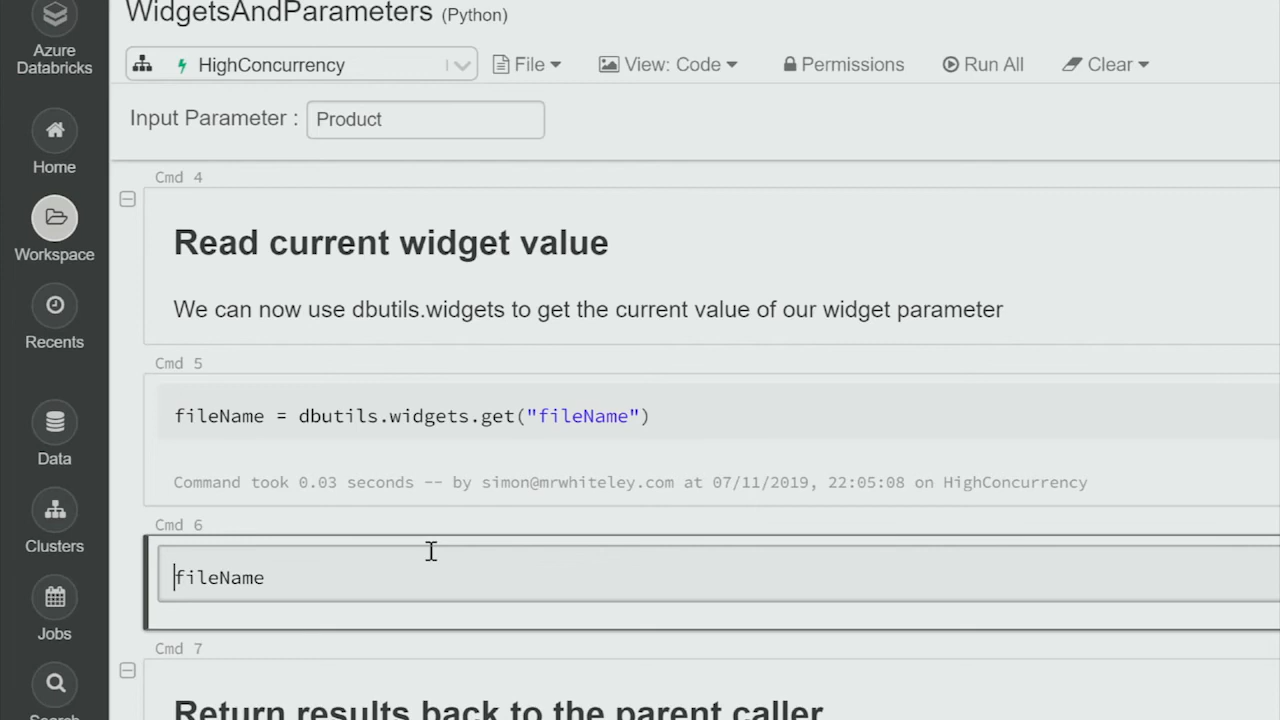 WidgetsAndParameters (Python)
Azure
Databricks
HighConcurrency
File
View: Code
Permissions
Run All
Clear
Input Parameter : Product
Home
Workspace
Recents
Data
Clusters
Jobs
Search
Cmd 4
Read current widget value
We can now use dbutils.widgets to get the current value of our widget parameter
Cmd 5
fileName = dbutils.widgets.get("fileName")
Command took 0.03 seconds -- by simon@mrwhiteley.com at 07/11/2019, 22:05:08 on HighConcurrency
Cmd 6
fileName
Cmd 7
Return results back to the parent caller